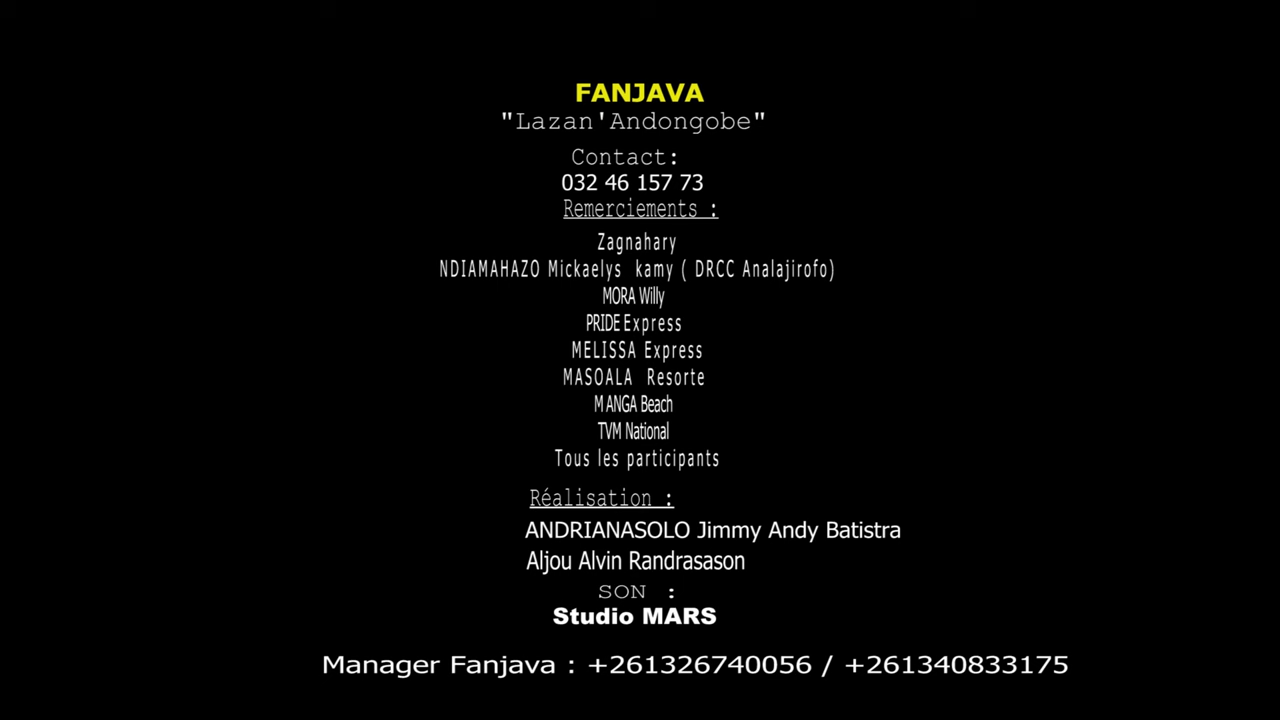 FANJAVA
"Lazan'Andongobe"
Contact:
032 46 157 73
Remerciements :
Zagnahary
NDIAMAHAZO Mickaelys kamy ( DRCC Analajirofo)
MORA Willy
PRIDE Express
MELISSA Express
MASOALA Resorte
MANGA Beach
TVM National
Tous les participants
Réalisation :
ANDRIANASOLO Jimmy Andy Batistra
Aljou Alvin Randrasason
SON :
Studio MARS
Manager Fanjava : +261326740056 / +261340833175